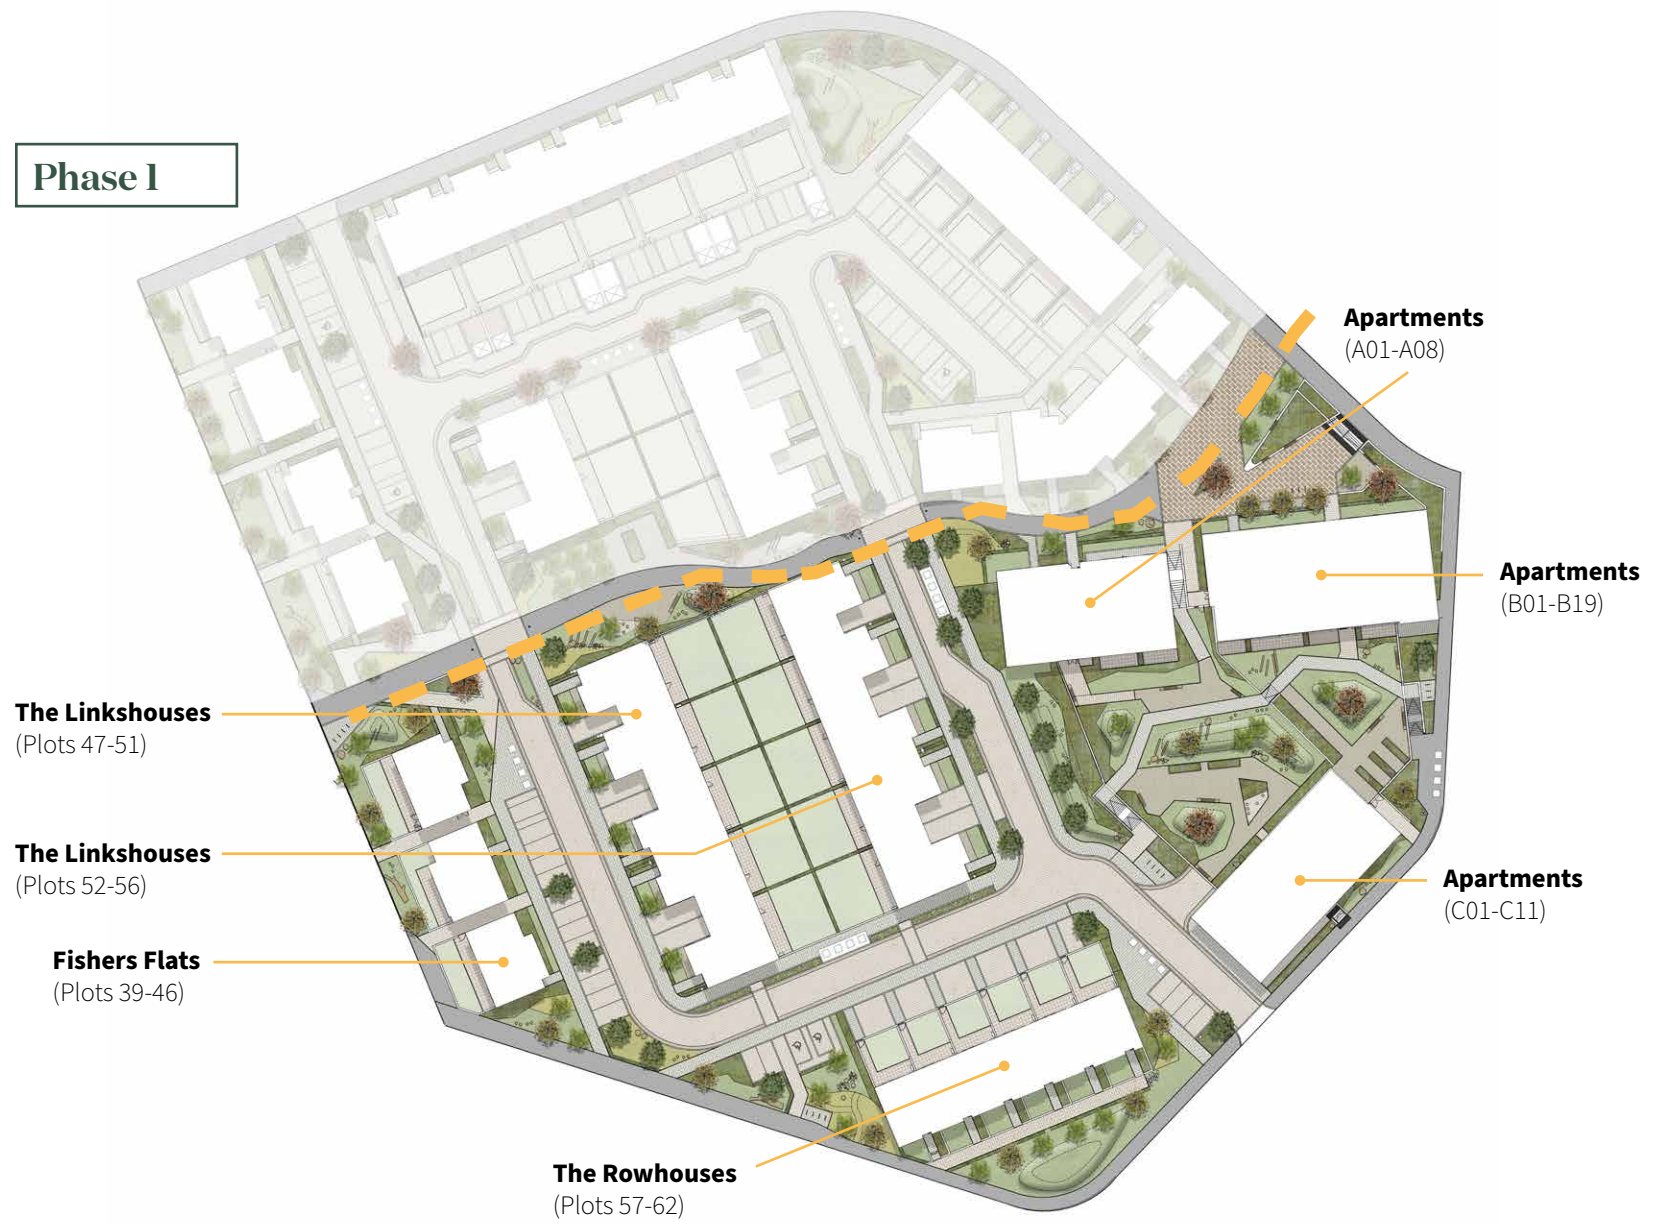 Phase 1
Apartments
(A01-A08)
Apartments
(B01-B19)
The Linkshouses
(Plots 47-51)
The Linkshouses
(Plots 52-56)
Apartments
(C01-C11)
Fishers Flats
(Plots 39-46)
The Rowhouses
(Plots 57-62)